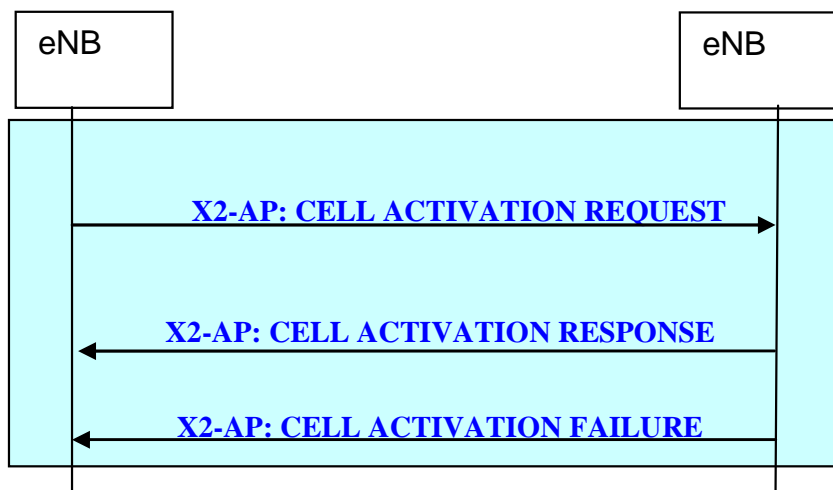 eNB
eNB
X2-AP: CELL ACTIVATION REQUEST
X2-AP: CELL ACTIVATION RESPONSE
X2-AP: CELL ACTIVATION FAILURE